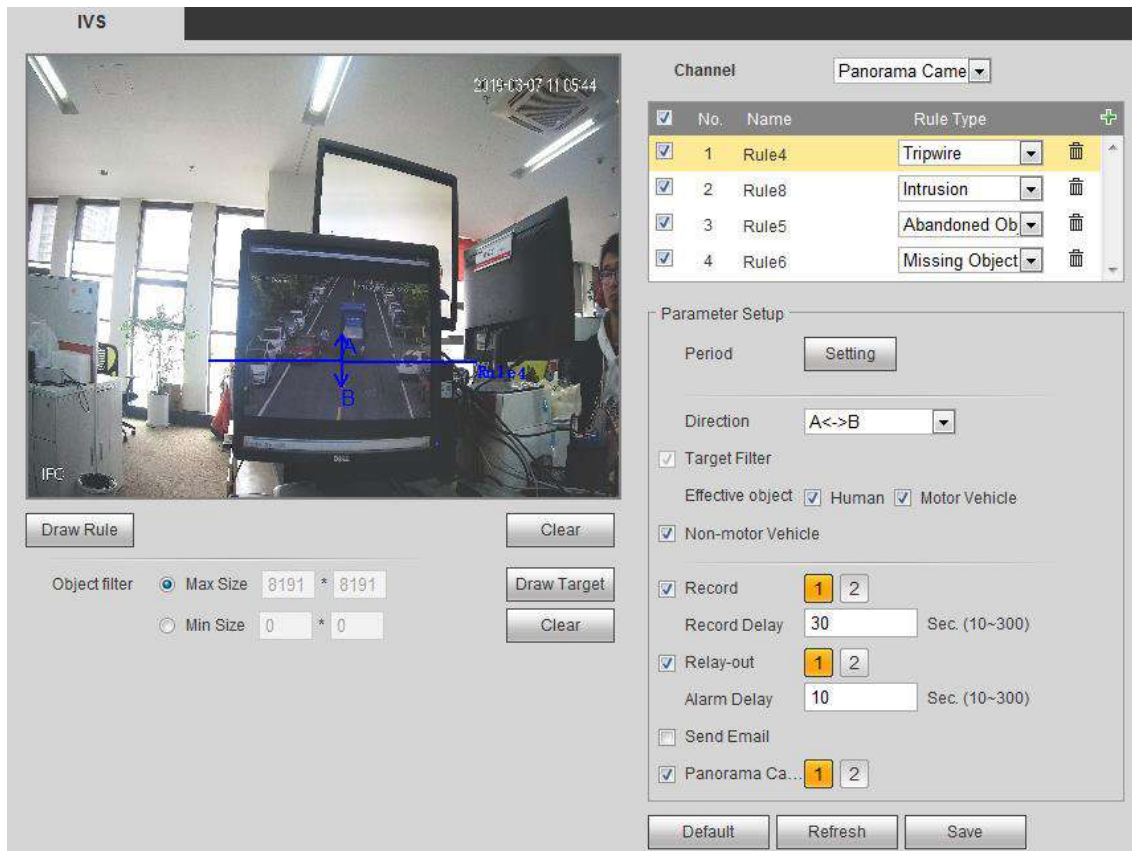 IVS
2019-03-07 11:05:44
A
Rule4
B
IPC
DELL
Draw Rule
Clear
Object filter Max Size 8191 * 8191 Draw Target
Min Size 0 * 0 Clear
Channel Panorama Came
No. Name Rule Type
1 Rule4 Tripwire
2 Rule8 Intrusion
3 Rule5 Abandoned Ob
4 Rule6 Missing Object
Parameter Setup
Period Setting
Direction A<->B
Target Filter
Effective object Human Motor Vehicle
Non-motor Vehicle
Record 1 2
Record Delay 30 Sec. (10~300)
Relay-out 1 2
Alarm Delay 10 Sec. (10~300)
Send Email
Panorama Ca... 1 2
Default Refresh Save